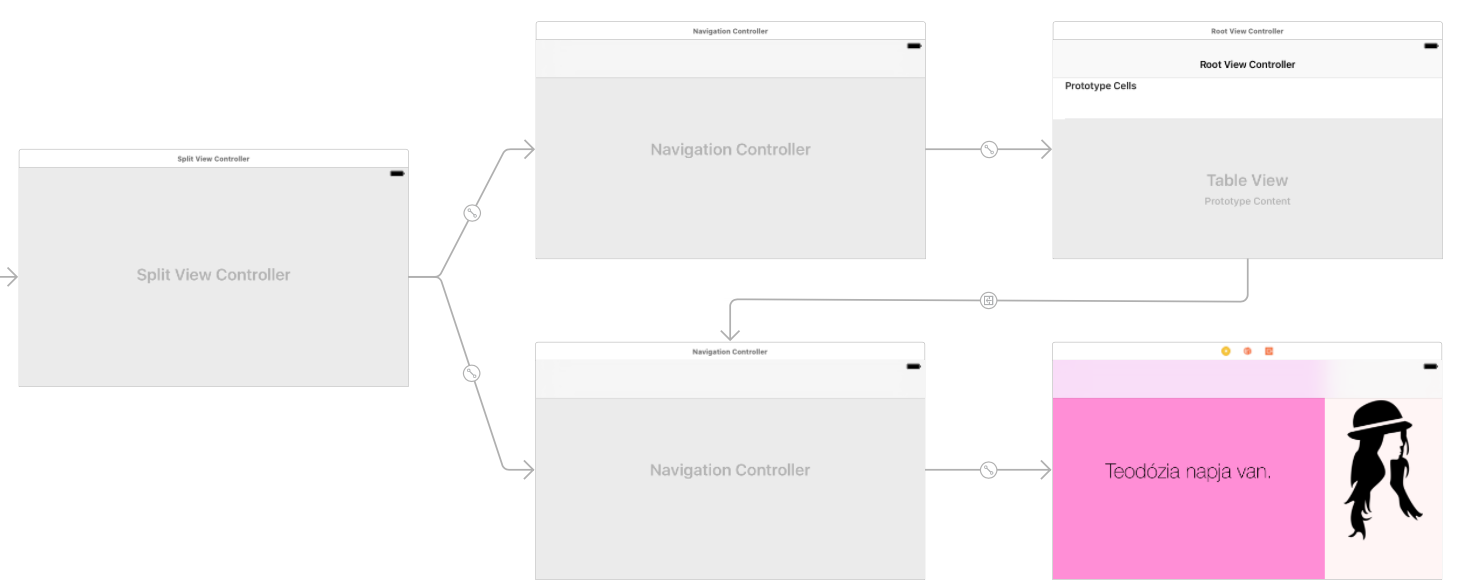 Navigation Controller
Root View Controller
Root View Controller
Prototype Cells
Navigation Controller
Table View
Prototype Content
Split View Controller
Split View Controller
Navigation Controller
Navigation Controller
Teodózia napja van.